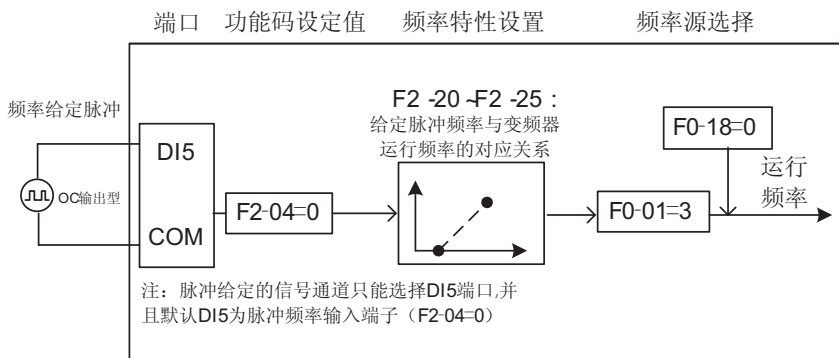 端口 功能码设定值 频率特性设置 频率源选择
频率给定脉冲
OC输出型
DI5
COM
F2-04=0
F2 -20 ~F2 -25：
给定脉冲频率与变频器
运行频率的对应关系
F0-18=0
F0-01=3
运行
频率
注：脉冲给定的信号通道只能选择DI5端口,并
且默认DI5为脉冲频率输入端子（F2-04=0）